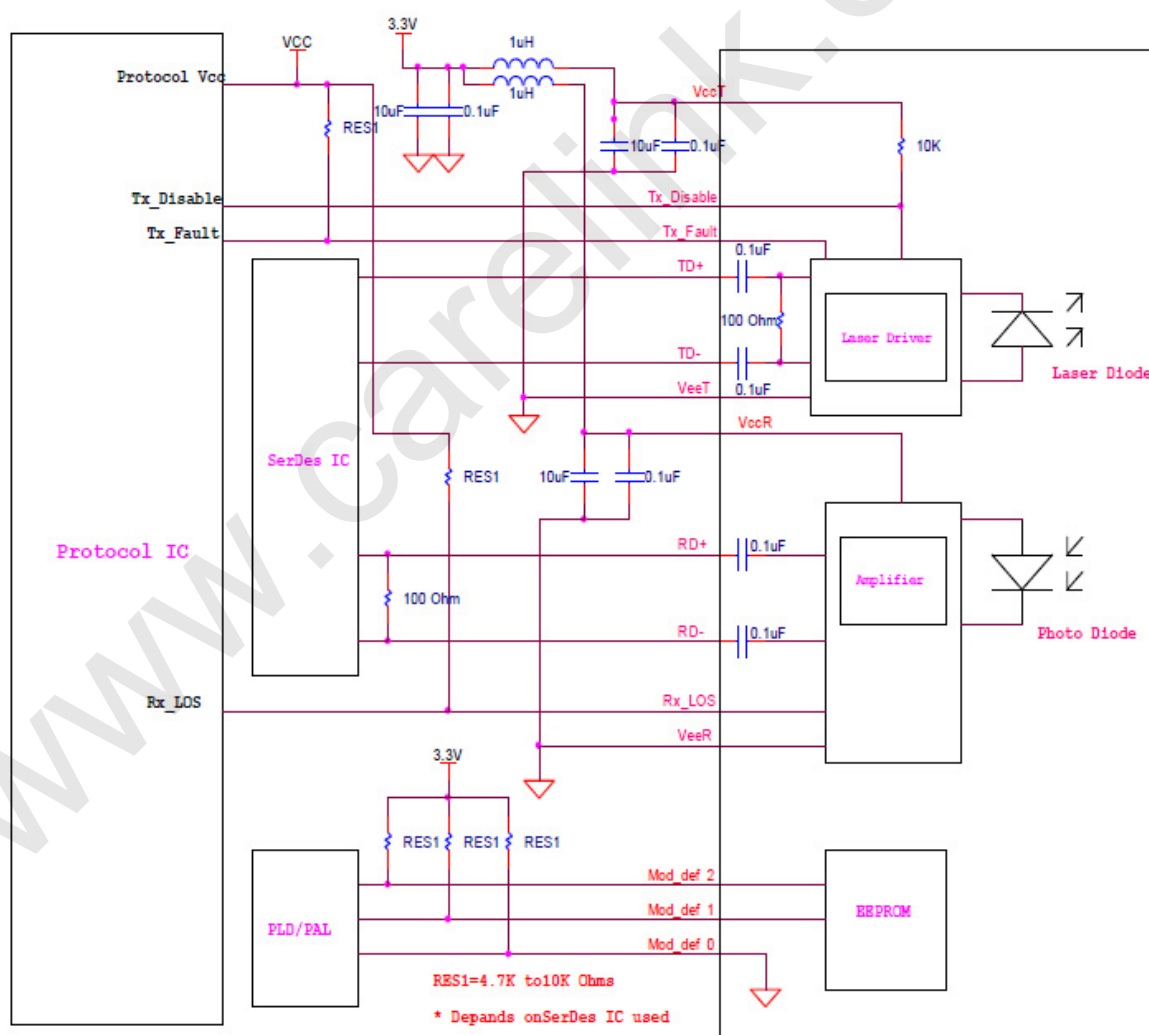 3.3V
VCC
1uH
Protocol Vcc
1uH
VccT
10uF
0.1uF
RES1
10uF
0.1uF
10K
Tx_Disable
Tx_Disable
Tx_Fault
Tx_Fault
0.1uF
TD+
100 Ohm
Laser Driver
TD-
Laser Diode
VeeT
0.1uF
VccR
SerDes IC
RES1
10uF
0.1uF
Protocol IC
RD+
0.1uF
Amplifier
100 Ohm
RD-
0.1uF
Photo Diode
Rx_LOS
Rx_LOS
VeeR
3.3V
RES1
RES1
RES1
Mod_def 2
Mod_def 1
EEPROM
PLD/PAL
Mod_def 0
RES1=4.7K to10K Ohms
* Depands onSerDes IC used
www.carelink.c